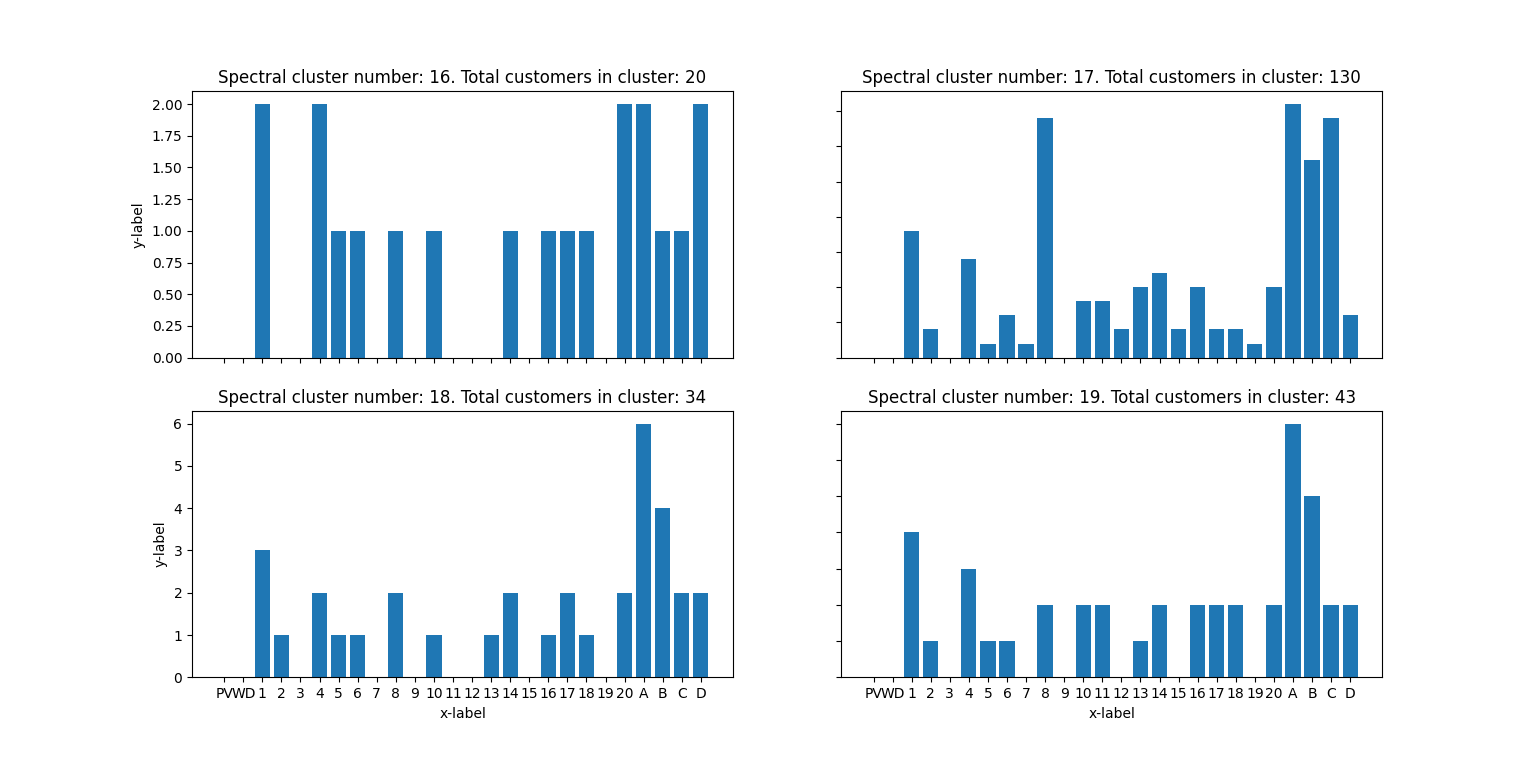 Spectral cluster number: 16. Total customers in cluster: 20
2.00
1.75
1.50
1.25
1.00
0.75
0.50
0.25
0.00
y-label
Spectral cluster number: 17. Total customers in cluster: 130
Spectral cluster number: 18. Total customers in cluster: 34
6
5
4
3
2
1
0
y-label
PV WD 1 2 3 4 5 6 7 8 9 10 11 12 13 14 15 16 17 18 19 20 A B C D
x-label
Spectral cluster number: 19. Total customers in cluster: 43
PV WD 1 2 3 4 5 6 7 8 9 10 11 12 13 14 15 16 17 18 19 20 A B C D
x-label